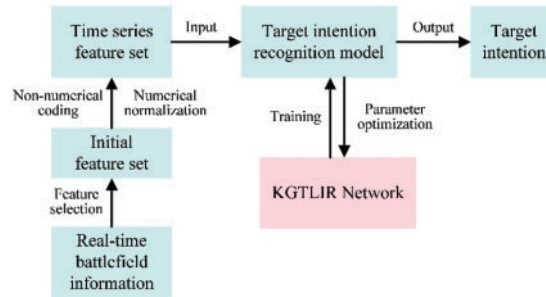 Time series
feature set
Input
Target intention
recognition model
Output
Target
intention
Non-numerical
coding
Numerical
normalization
Training
Parameter
optimization
Initial
feature set
KGTLIR Network
Feature
selection
Real-time
battlefield
information